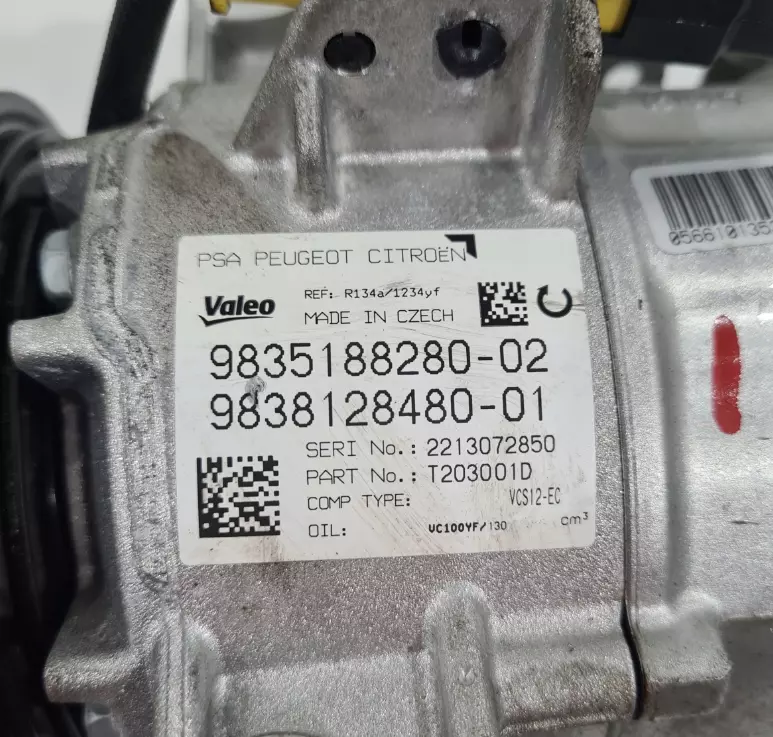 PSA PEUGEOT CITROËN
Valeo
REF: R134a/1234yf
MADE IN CZECH
9835188280-02
9838128480-01
SERI No.: 2213072850
PART No.: T203001D
COMP TYPE: VCS12-EC
OIL: VC100YF/130 cm³